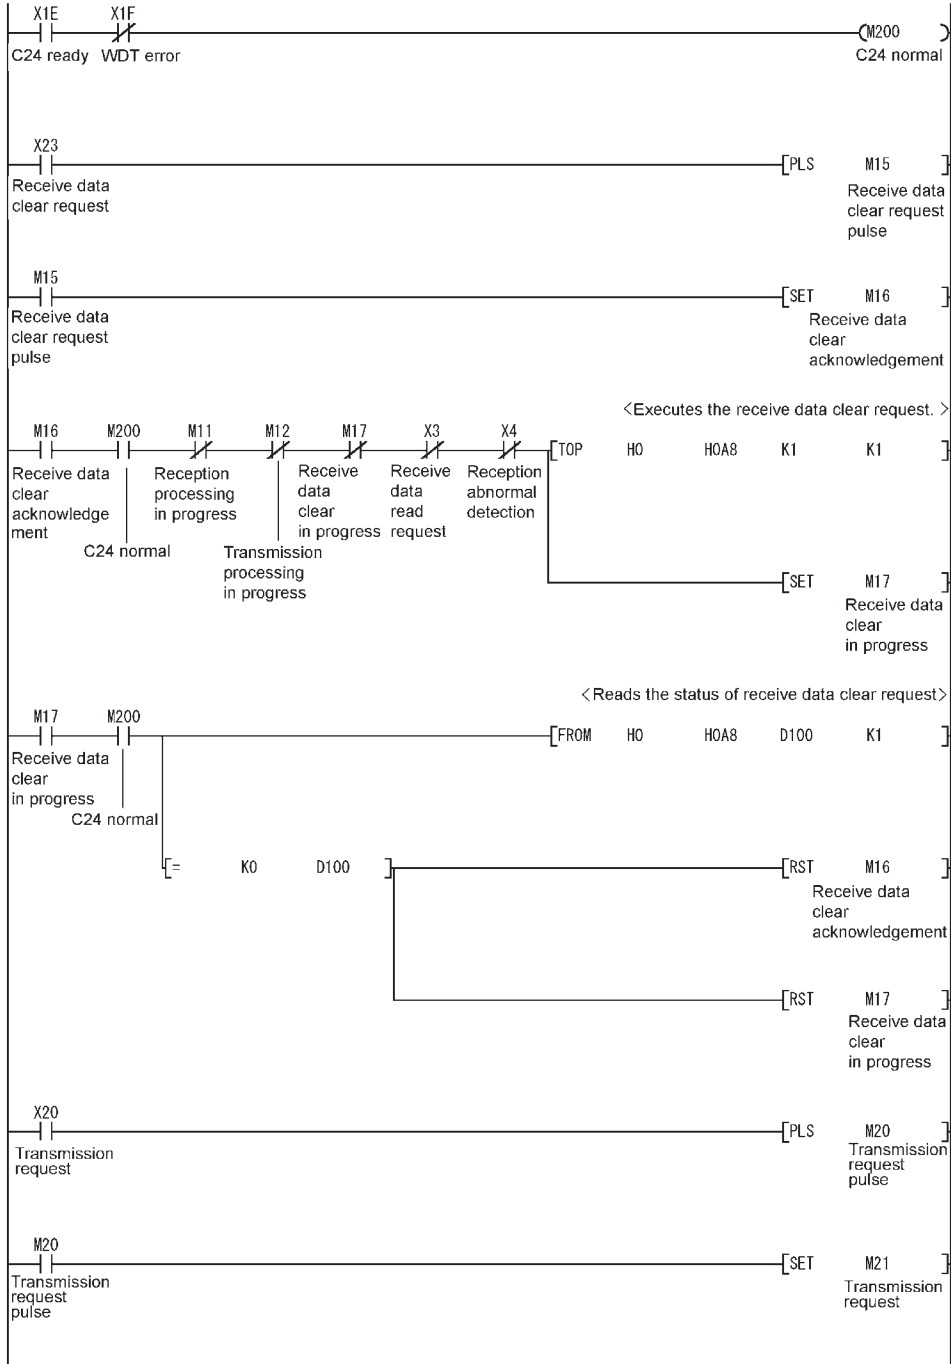 X1E X1F
(M200 )
C24 ready WDT error C24 normal
X23
[PLS M15 ]
Receive data
clear request
Receive data
clear request
pulse
M15
[SET M16 ]
Receive data
clear request
pulse
Receive data
clear
acknowledgement
<Executes the receive data clear request. >
M16 M200 M11 M12 M17 X3 X4
[TOP H0 H0A8 K1 K1 ]
Receive data
clear
acknowledge
ment
C24 normal
Reception
processing
in progress
Transmission
processing
in progress
Receive
data
clear
in progress
Receive
data
read
request
Reception
abnormal
detection
[SET M17 ]
Receive data
clear
in progress
<Reads the status of receive data clear request>
M17 M200
[FROM H0 H0A8 D100 K1 ]
Receive data
clear
in progress
C24 normal
[= K0 D100 ]
[RST M16 ]
Receive data
clear
acknowledgement
[RST M17 ]
Receive data
clear
in progress
X20
[PLS M20 ]
Transmission
request
Transmission
request
pulse
M20
[SET M21 ]
Transmission
request
pulse
Transmission
request